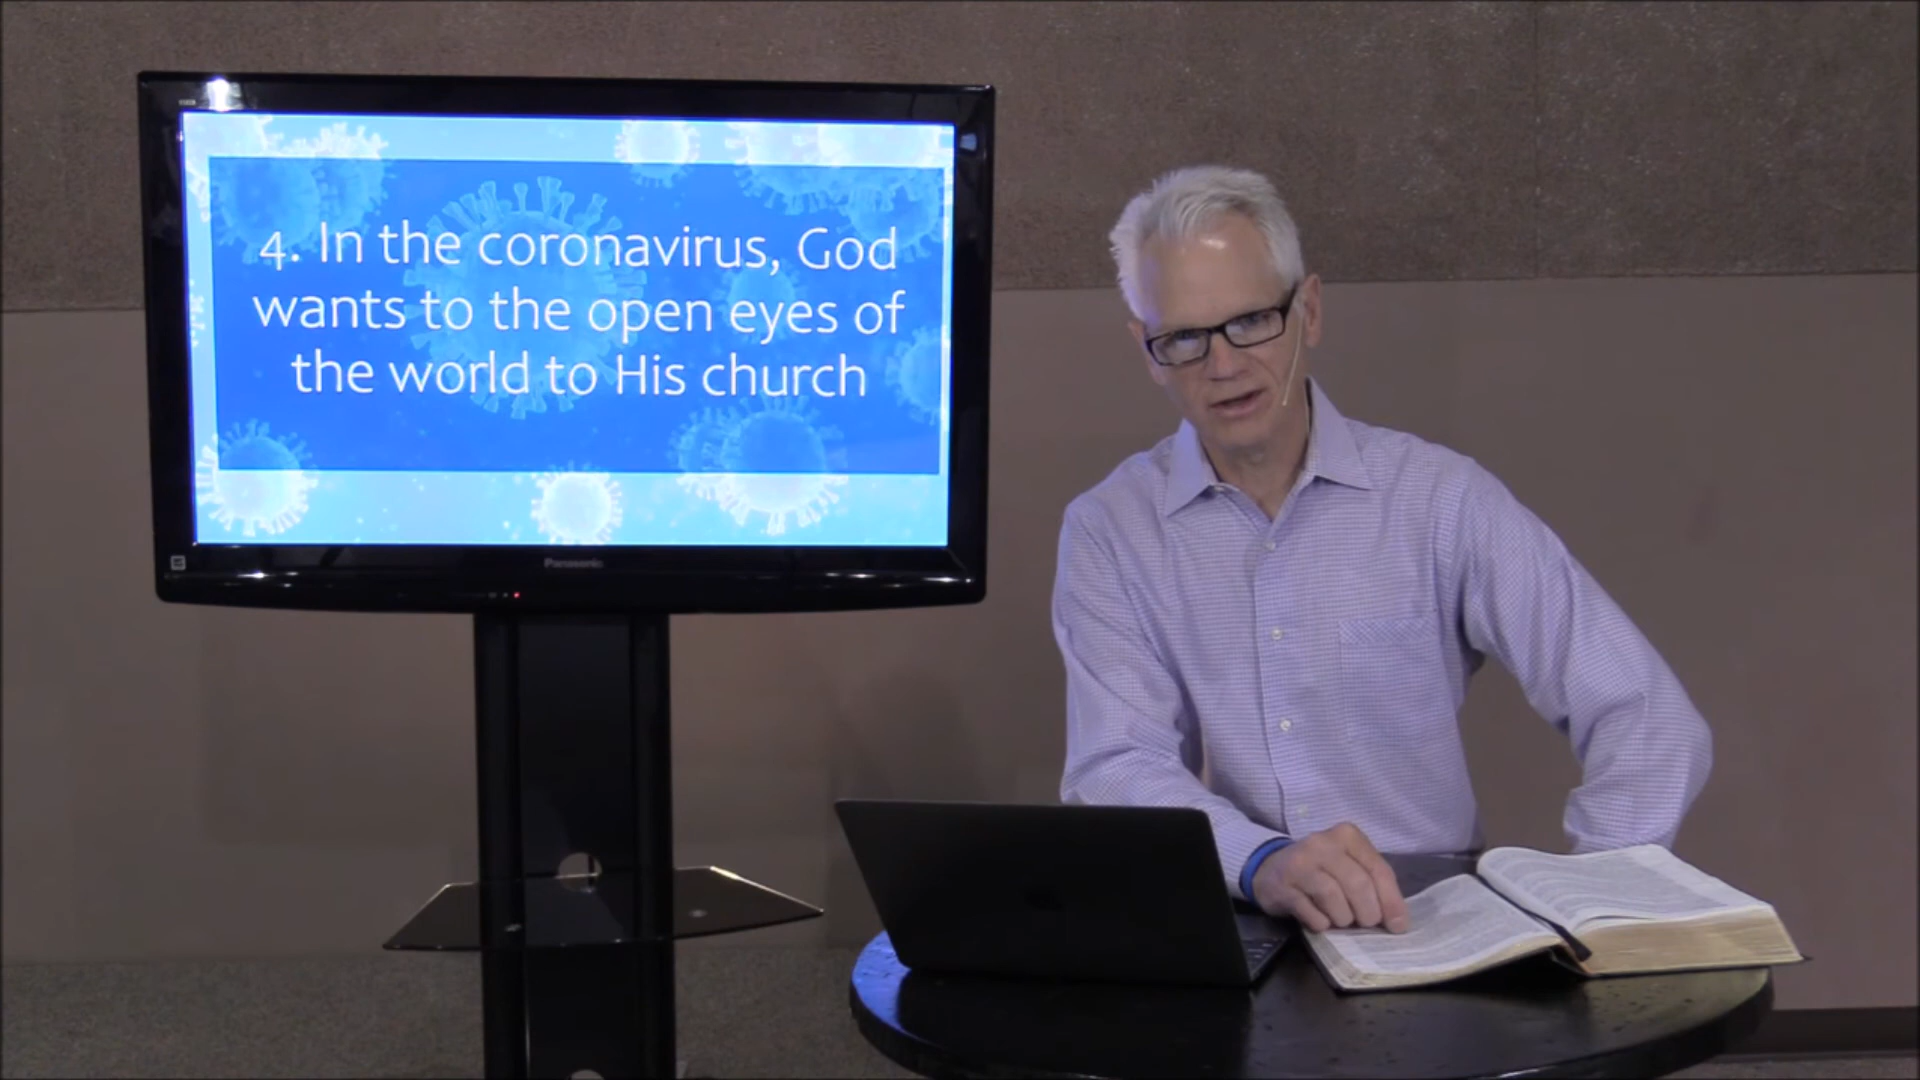 4. In the coronavirus, God
wants to the open eyes of
the world to His church
Panasonic